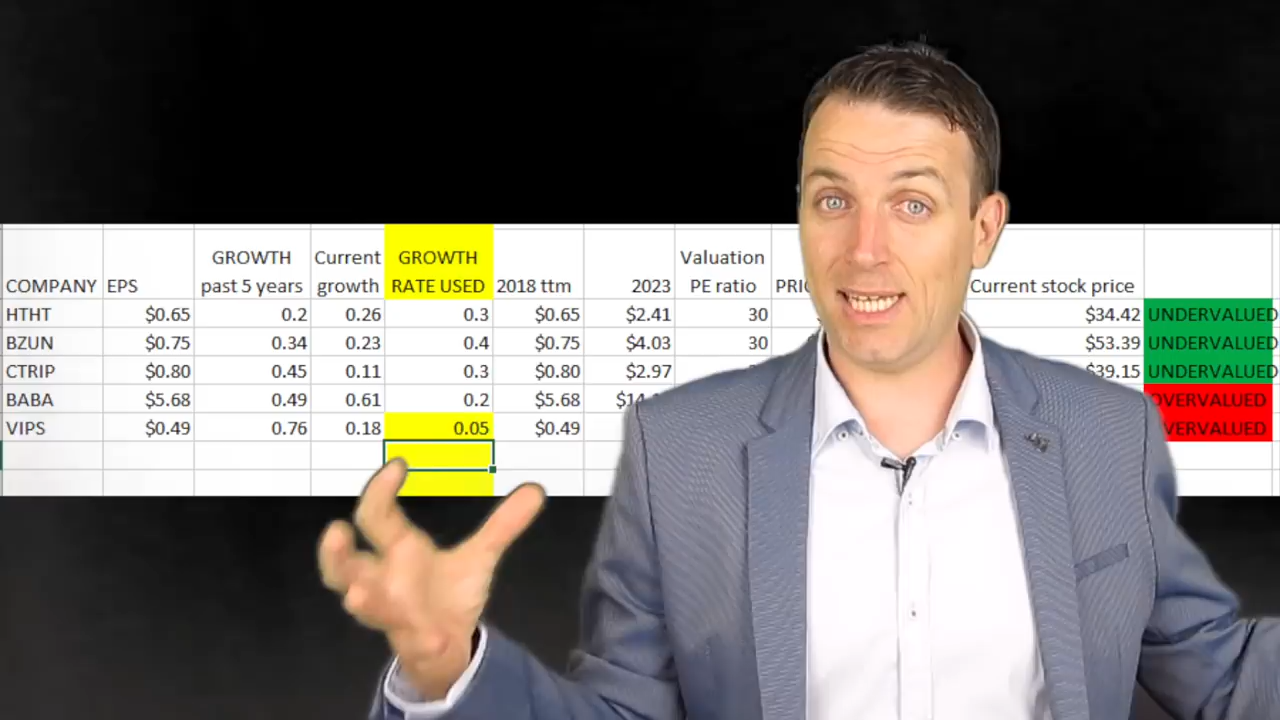 GROWTH Current GROWTH Valuation
COMPANY EPS past 5 years growth RATE USED 2018 ttm 2023 PE ratio Current stock price
HTHT $0.65 0.2 0.26 0.3 $0.65 $2.41 30 $34.42 UNDERVALUED
BZUN $0.75 0.34 0.23 0.4 $0.75 $4.03 30 $53.39 UNDERVALUED
CTRIP $0.80 0.45 0.11 0.3 $0.80 $2.97 $39.15 UNDERVALUED
BABA $5.68 0.49 0.61 0.2 $5.68 OVERVALUED
VIPS $0.49 0.76 0.18 0.05 $0.49 VERVALUED